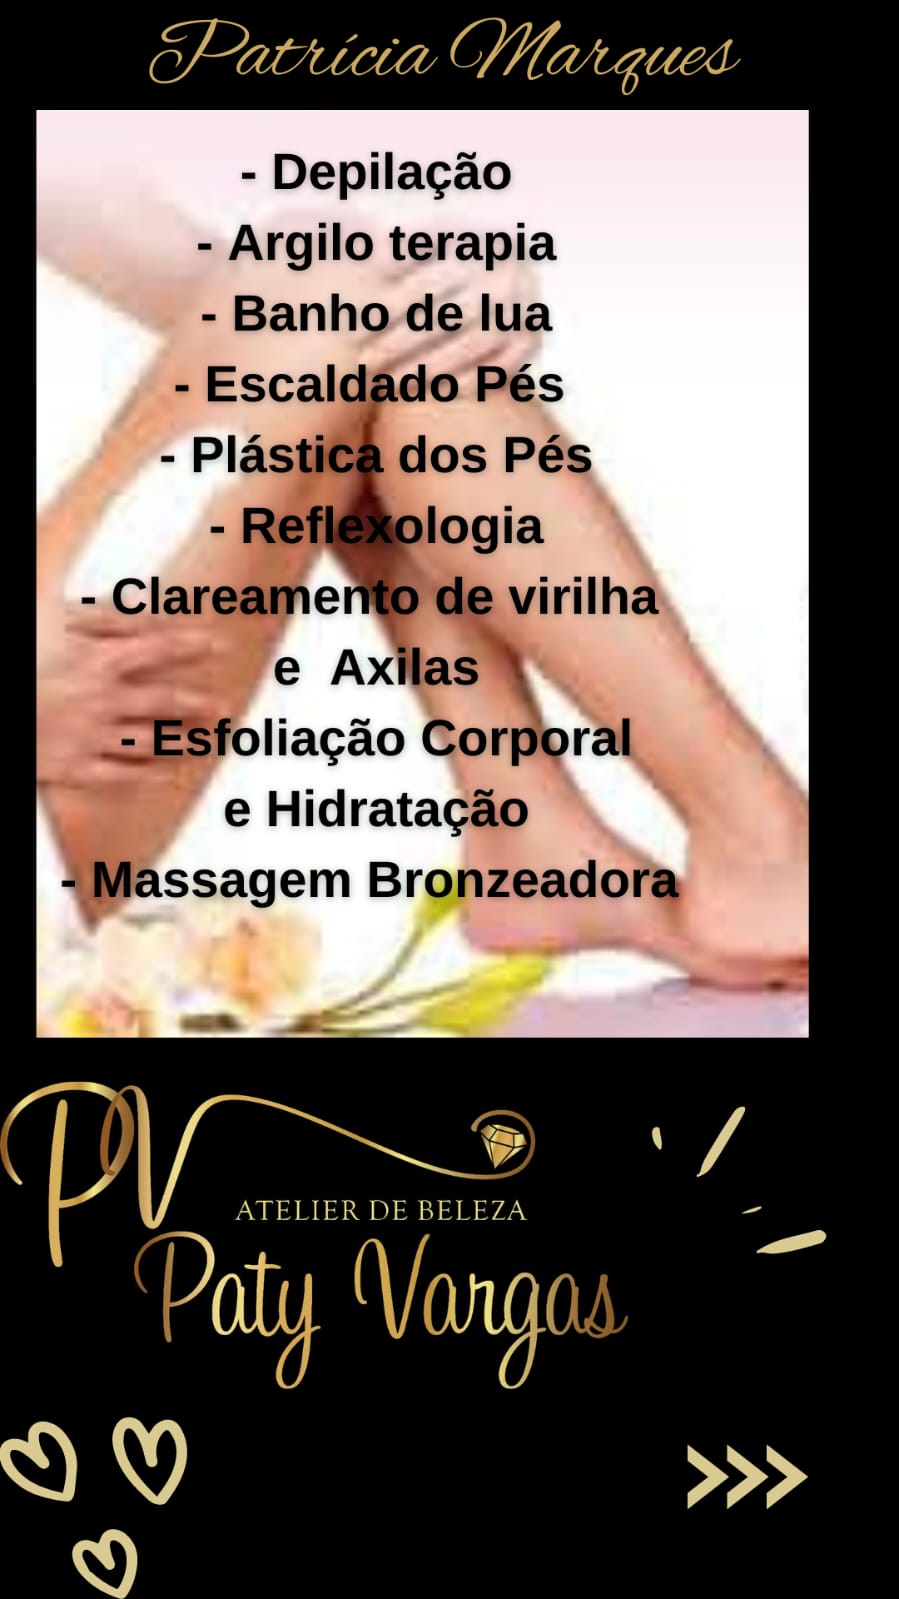 Patrícia Marques
- Depilação
- Argilo terapia
- Banho de lua
- Escaldado Pés
- Plástica dos Pés
- Reflexologia
- Clareamento de virilha
e Axilas
- Esfoliação Corporal
e Hidratação
- Massagem Bronzeadora
PV
ATELIER DE BELEZA
Paty Vargas